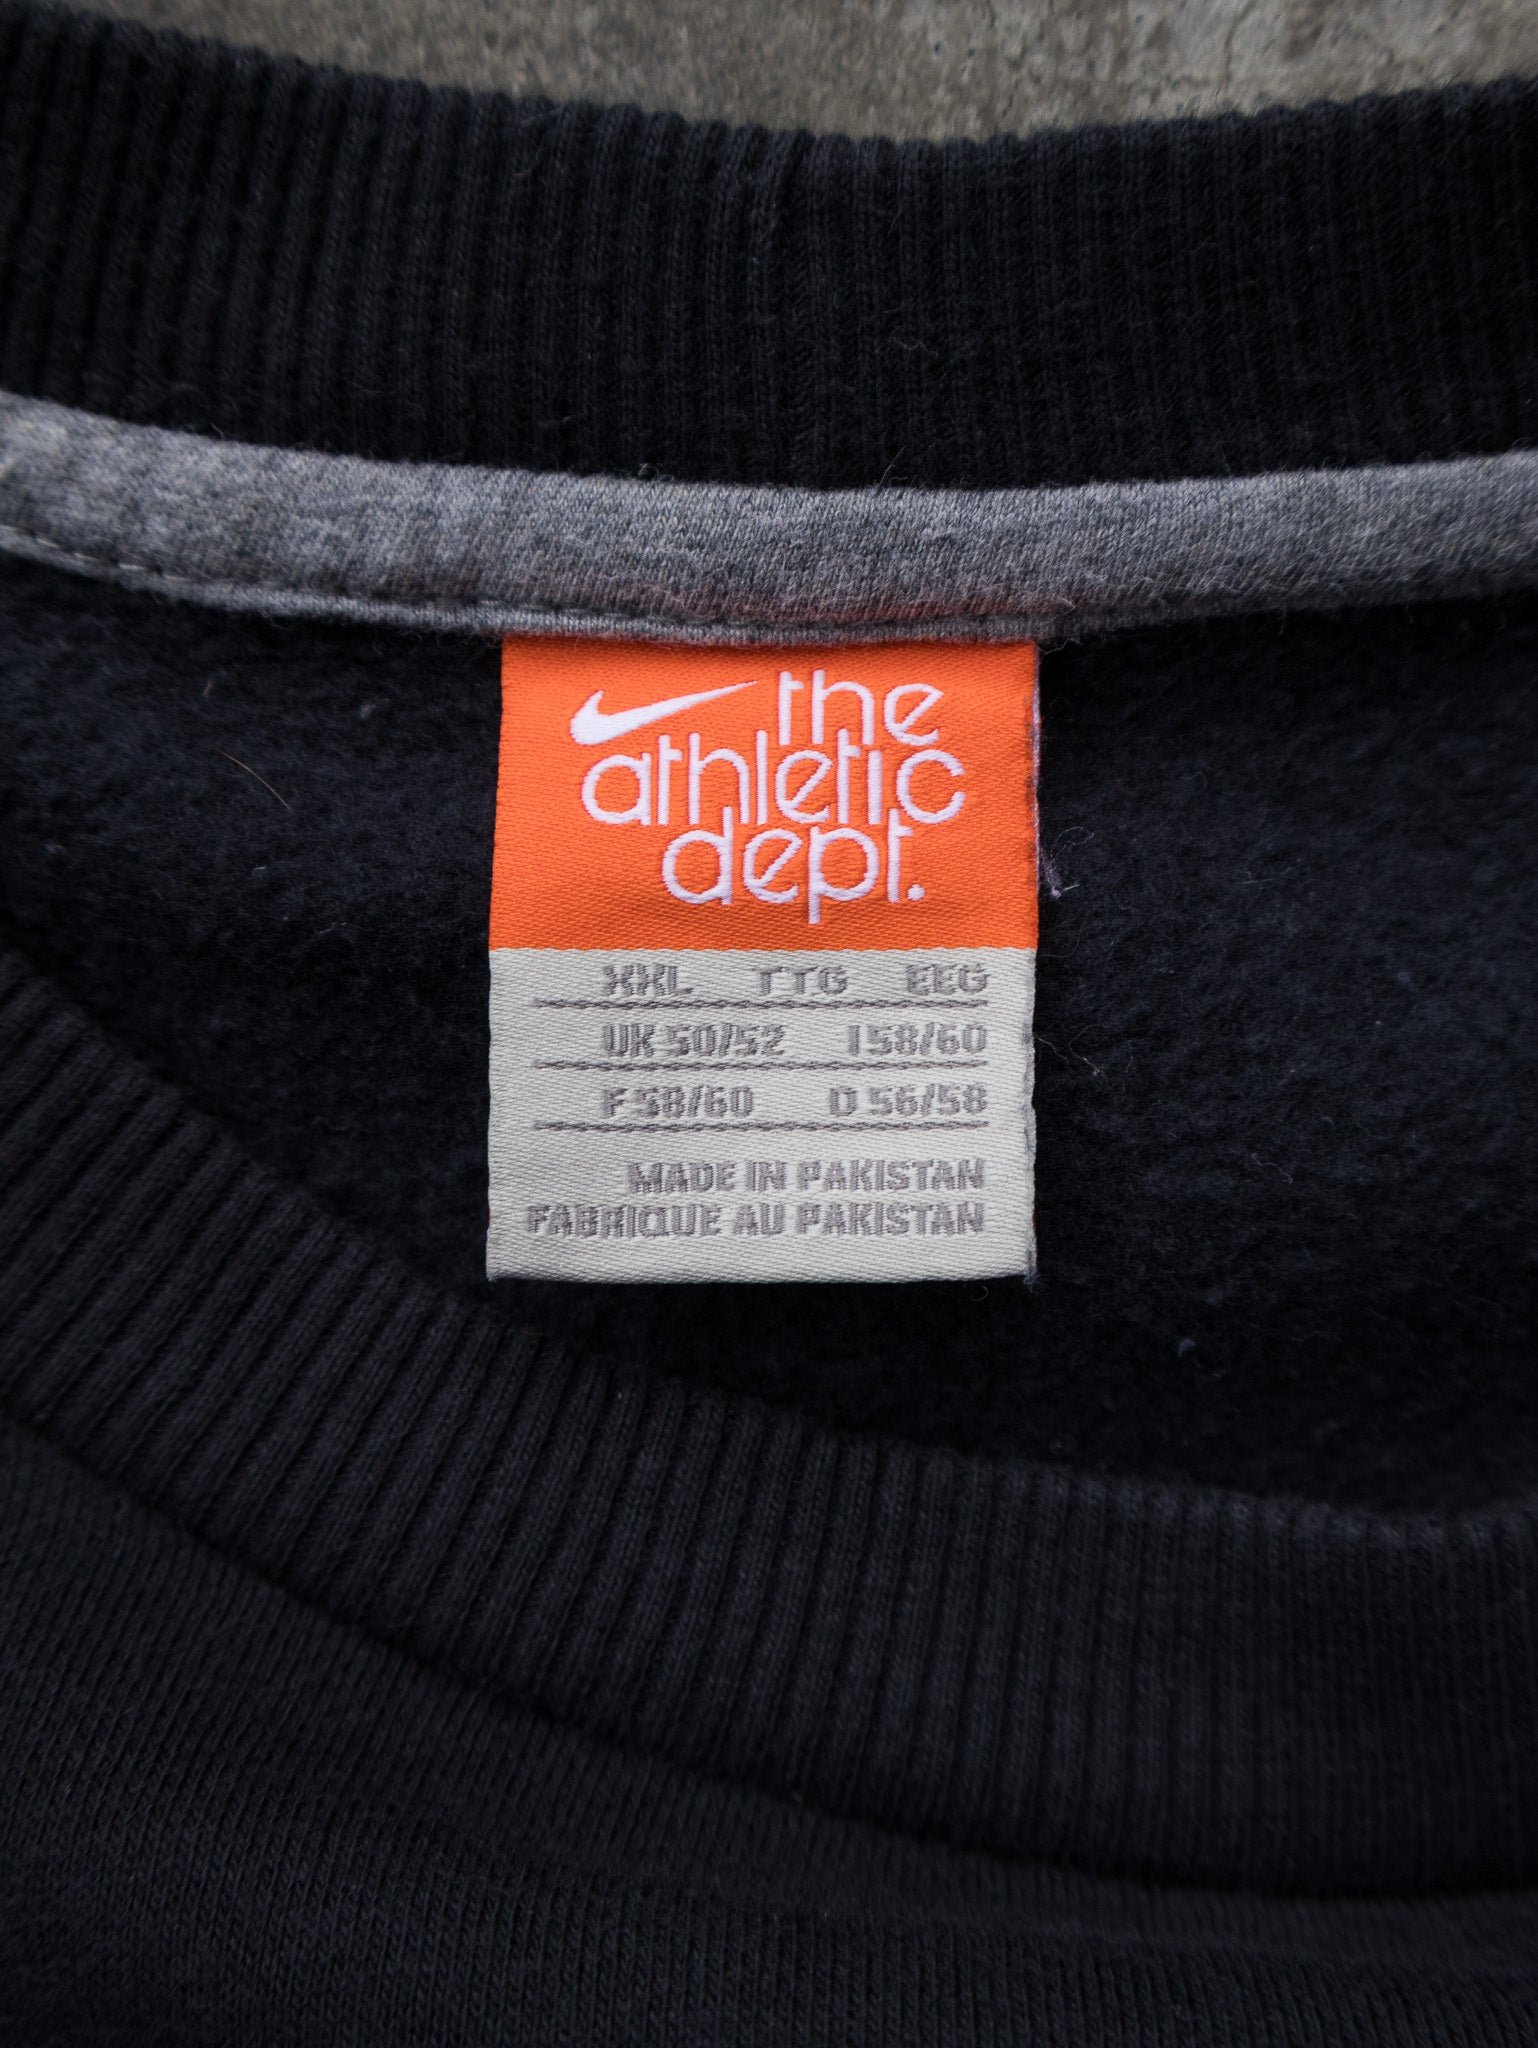 the
athletic
dept.
XXL TTG EEG
UK 50/52 I 58/60
F 58/60 D 56/58
MADE IN PAKISTAN
FABRIQUE AU PAKISTAN